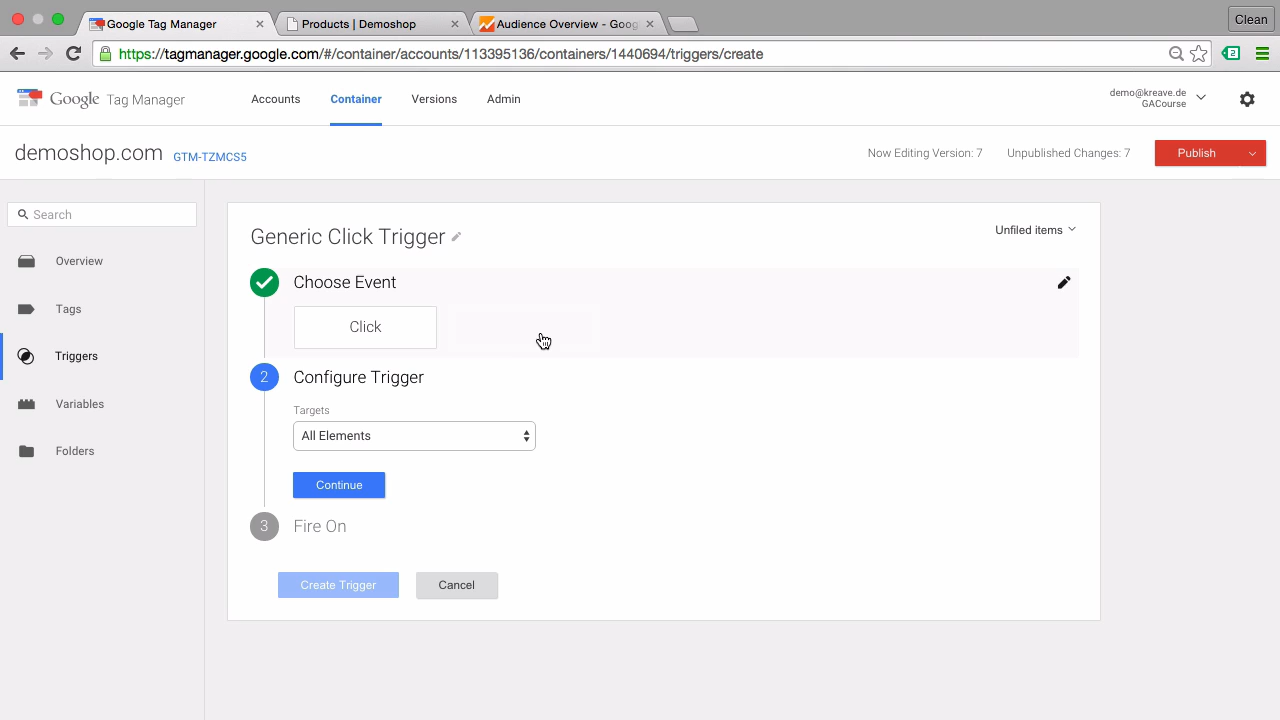 Google Tag Manager
Products | Demoshop
Audience Overview - Goog
Clean
https://tagmanager.google.com/#/container/accounts/113395136/containers/1440694/triggers/create
2
Google Tag Manager
Accounts
Container
Versions
Admin
demo@kreave.de
GACourse
demoshop.com GTM-TZMCS5
Now Editing Version: 7
Unpublished Changes: 7
Publish
Search
Overview
Tags
Triggers
Variables
Folders
Generic Click Trigger
Unfiled items
Choose Event
Click
2 Configure Trigger
Targets
All Elements
Continue
3 Fire On
Create Trigger
Cancel